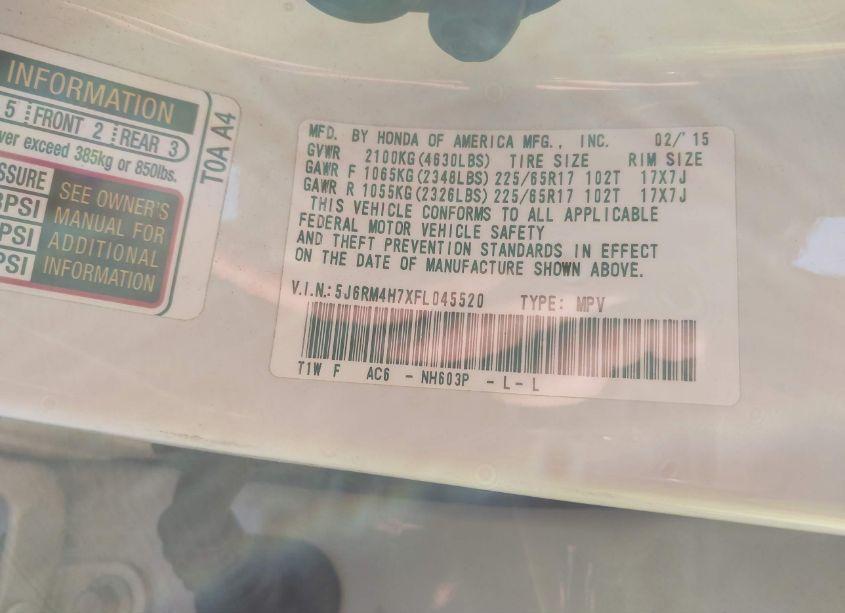 INFORMATION
5 FRONT 2 REAR 3
exceed 385kg or 850lbs.
SEE OWNER'S
MANUAL FOR
ADDITIONAL
INFORMATION
PSI
PSI
PSI
T0A A4
MFD. BY HONDA OF AMERICA MFG., INC. 02/'15
GVWR 2100KG(4630LBS) TIRE SIZE RIM SIZE
GAWR F 1065KG(2348LBS) 225/65R17 102T 17X7J
GAWR R 1055KG(2326LBS) 225/65R17 102T 17X7J
THIS VEHICLE CONFORMS TO ALL APPLICABLE
FEDERAL MOTOR VEHICLE SAFETY
AND THEFT PREVENTION STANDARDS IN EFFECT
ON THE DATE OF MANUFACTURE SHOWN ABOVE.
V.I.N.: 5J6RM4H7XFL045520 TYPE: MPV
T1W F AC6 - NH603P - L - L